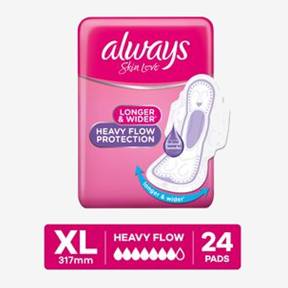 always
Skin Love
LONGER
& WIDER*
HEAVY FLOW
PROTECTION
longer & wider*
XL
317mm
HEAVY FLOW
24
PADS